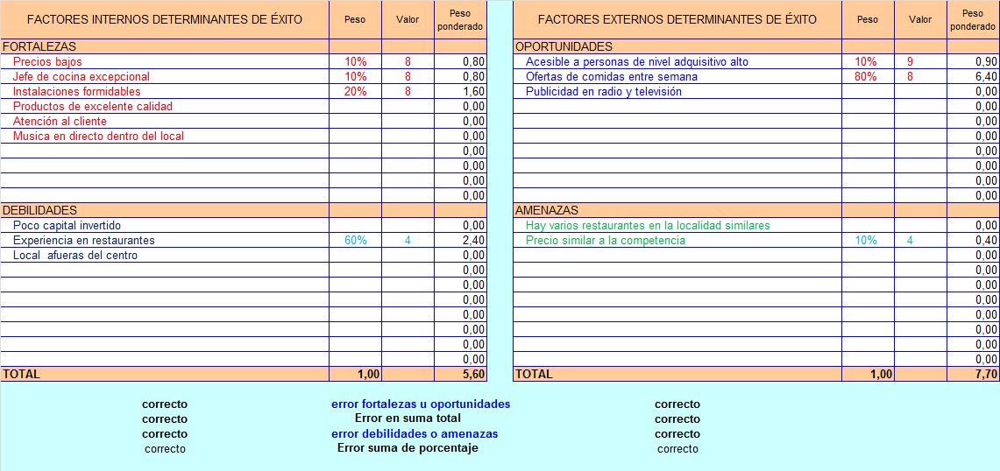 FACTORES INTERNOS DETERMINANTES DE ÉXITO Peso Valor Peso ponderado FACTORES EXTERNOS DETERMINANTES DE ÉXITO Peso Valor Peso ponderado
FORTALEZAS OPORTUNIDADES
Precios bajos 10% 8 0,80 Acesible a personas de nivel adquisitivo alto 10% 9 0,90
Jefe de cocina excepcional 10% 8 0,80 Ofertas de comidas entre semana 80% 8 6,40
Instalaciones formidables 20% 8 1,60 Publicidad en radio y televisión 0,00
Productos de excelente calidad 0,00 0,00
Atención al cliente 0,00 0,00
Musica en directo dentro del local 0,00 0,00
0,00 0,00
0,00 0,00
0,00 0,00
0,00 0,00
DEBILIDADES AMENAZAS
Poco capital invertido 0,00 Hay varios restaurantes en la localidad similares 0,00
Experiencia en restaurantes 60% 4 2,40 Precio similar a la competencia 10% 4 0,40
Local afueras del centro 0,00 0,00
0,00 0,00
0,00 0,00
0,00 0,00
0,00 0,00
0,00 0,00
0,00 0,00
0,00 0,00
TOTAL 1,00 5,60 TOTAL 1,00 7,70
correcto error fortalezas u oportunidades correcto
correcto Error en suma total correcto
correcto error debilidades o amenazas correcto
correcto Error suma de porcentaje correcto